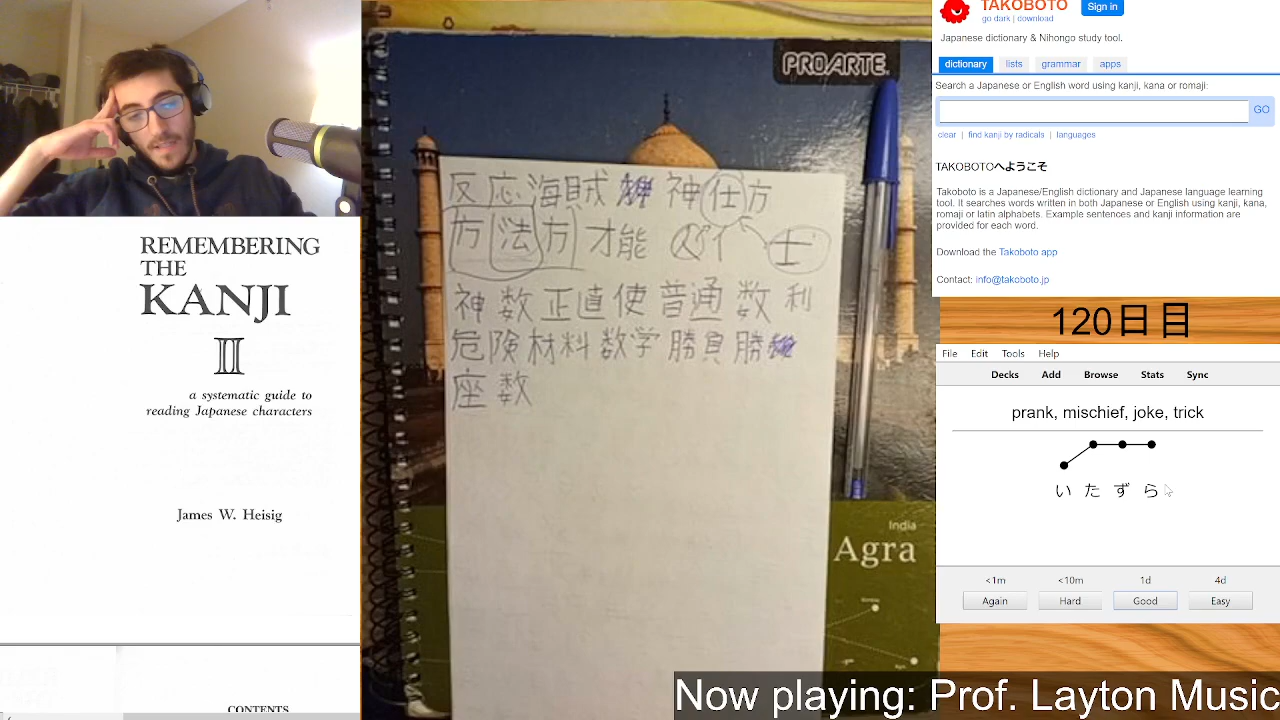 REMEMBERING
THE
KANJI
II
a systematic guide to
reading Japanese characters
James W. Heisig
CONTENTS
PROARTE
反応海賊 神仕方
方法方才能 士
神数正直使普通数利
危険材料数学勝負勝
座数
India
Agra
TAKOBOTO
go dark | download
Sign in
Japanese dictionary & Nihongo study tool.
dictionary lists grammar apps
Search a Japanese or English word using kanji, kana or romaji:
GO
clear | find kanji by radicals | languages
TAKOBOTOへようこそ
Takoboto is a Japanese/English dictionary and Japanese language learning
tool. It searches words written in both Japanese or English using kanji, kana,
romaji or latin alphabets. Example sentences and kanji information are
provided for each word.
Download the Takoboto app
Contact: info@takoboto.jp
120日目
File Edit Tools Help
Decks Add Browse Stats Sync
prank, mischief, joke, trick
いたずら
<1m <10m 1d 4d
Again Hard Good Easy
Now playing: Prof. Layton Music